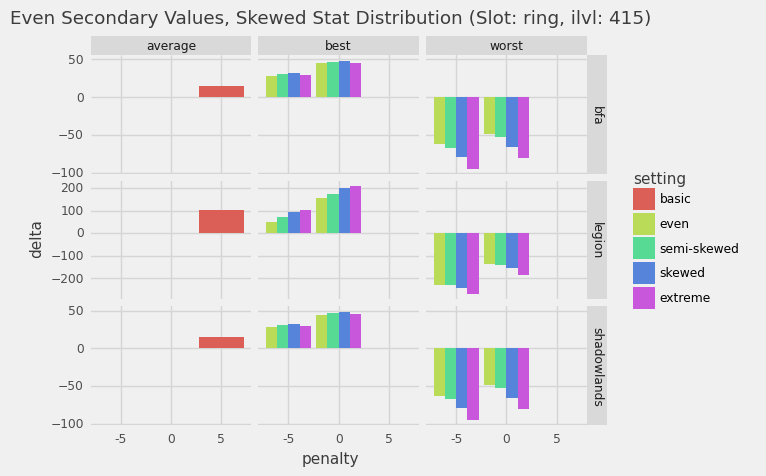 Even Secondary Values, Skewed Stat Distribution (Slot: ring, ilvl: 415)
average best worst
50
0
−50
−100
bfa
200
100
0
−100
−200
legion
50
0
−50
−100
shadowlands
-5 0 5 -5 0 5 -5 0 5
penalty
delta
setting
basic
even
semi-skewed
skewed
extreme